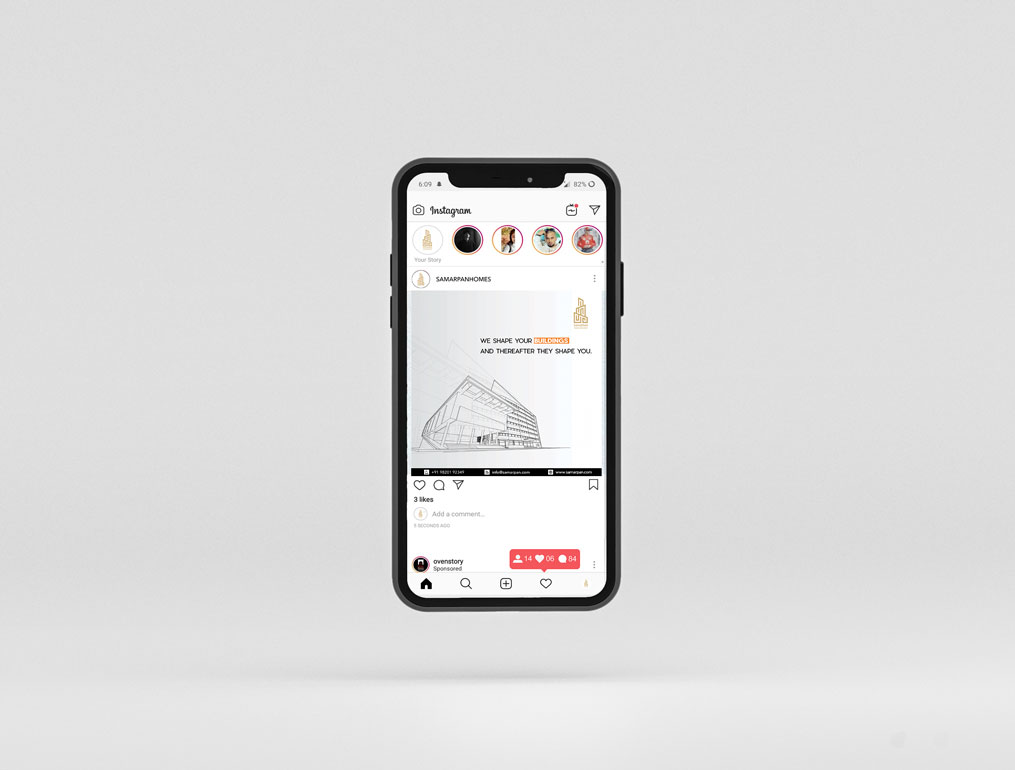 6:09
82%
Instagram
Your Story
SAMARPANHOMES
WE SHAPE YOUR BUILDINGS
AND THEREAFTER THEY SHAPE YOU.
+91 98201 92349 info@samarpan.com www.samarpan.com
3 likes
Add a comment...
5 SECONDS AGO
14 06 84
ovenstory
Sponsored